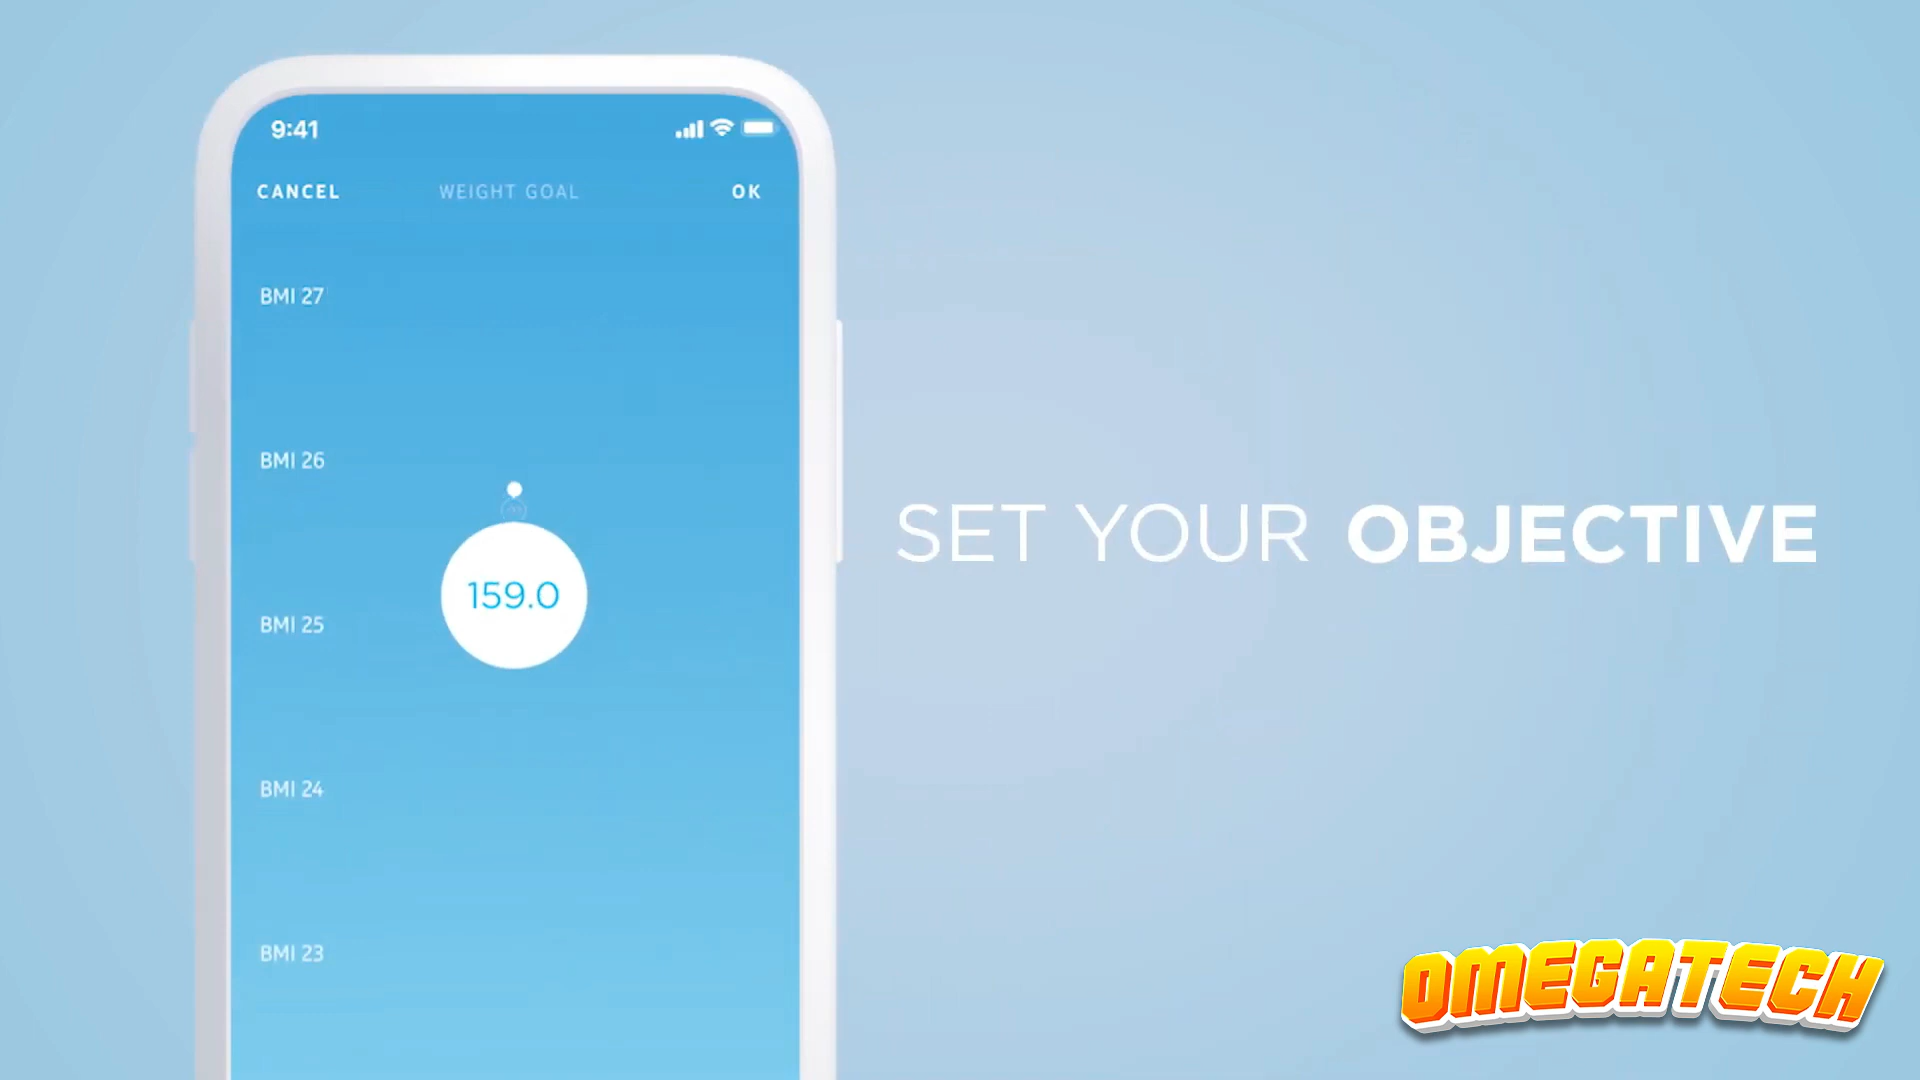 9:41
CANCEL WEIGHT GOAL OK
BMI 27
BMI 26
159.0
BMI 25
BMI 24
BMI 23
SET YOUR OBJECTIVE
OMEGATECH